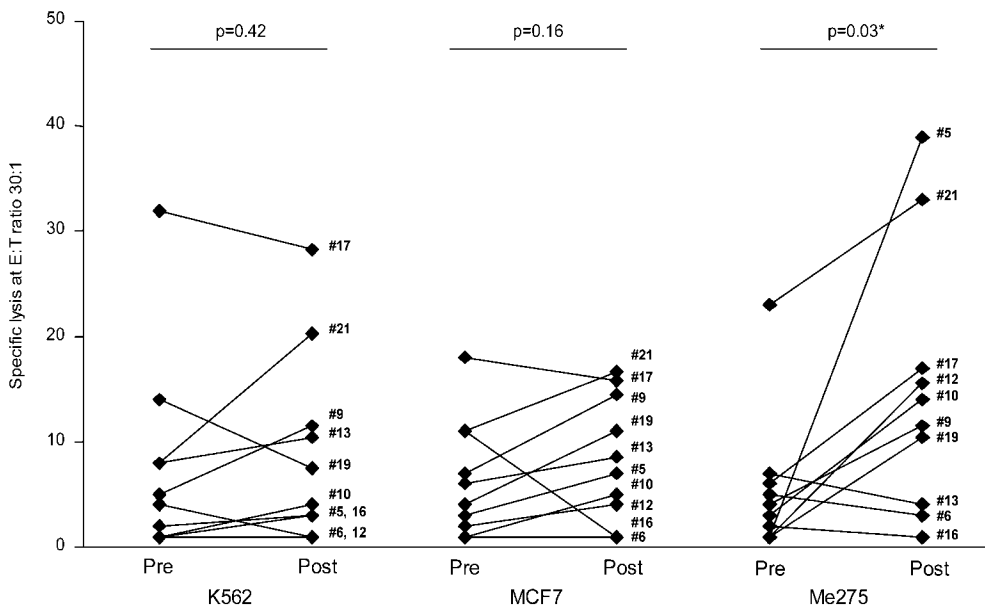 50
40
30
20
10
0
Specific lysis at E:T ratio 30:1
p=0.42
#17
#21
#9
#13
#19
#10
#5, 16
#6, 12
Pre
Post
K562
p=0.16
#21
#17
#9
#19
#13
#5
#10
#12
#16
#6
Pre
Post
MCF7
p=0.03*
#5
#21
#17
#12
#10
#9
#19
#13
#6
#16
Pre
Post
Me275